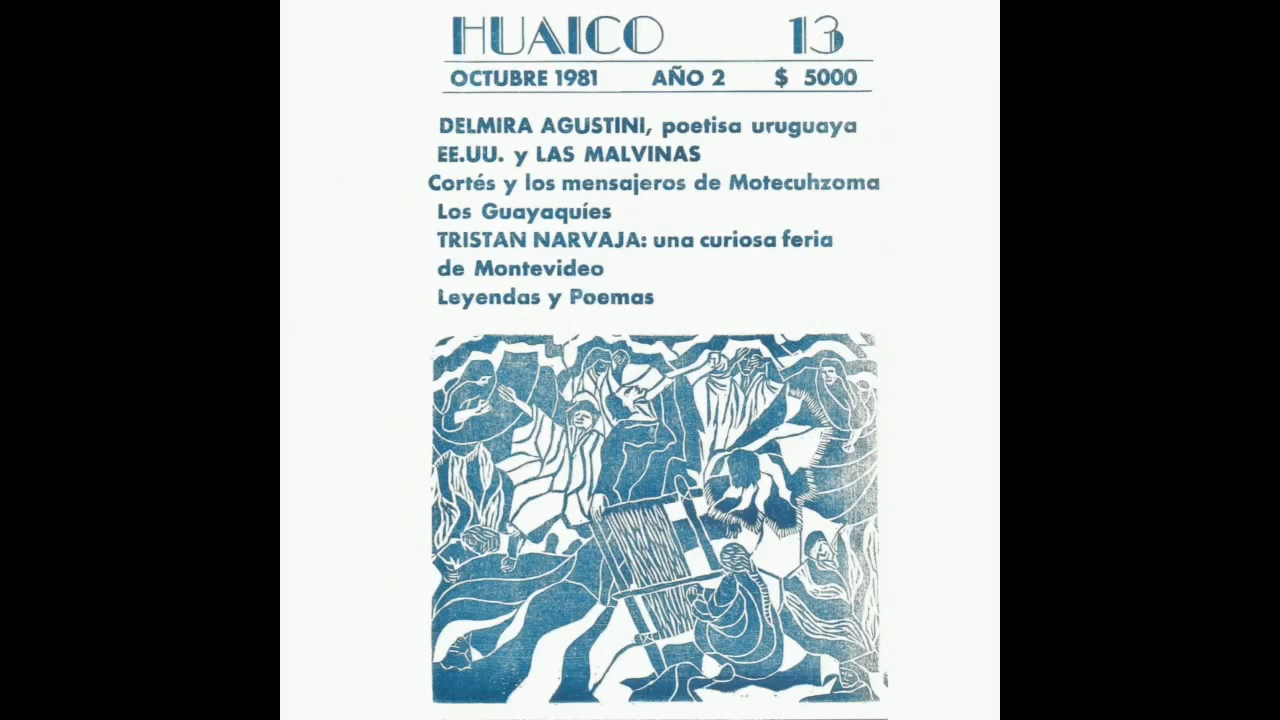 HUAICO 13
OCTUBRE 1981 AÑO 2 $ 5000
DELMIRA AGUSTINI, poetisa uruguaya
EE.UU. y LAS MALVINAS
Cortés y los mensajeros de Motecuhzoma
Los Guayaquíes
TRISTAN NARVAJA: una curiosa feria
de Montevideo
Leyendas y Poemas